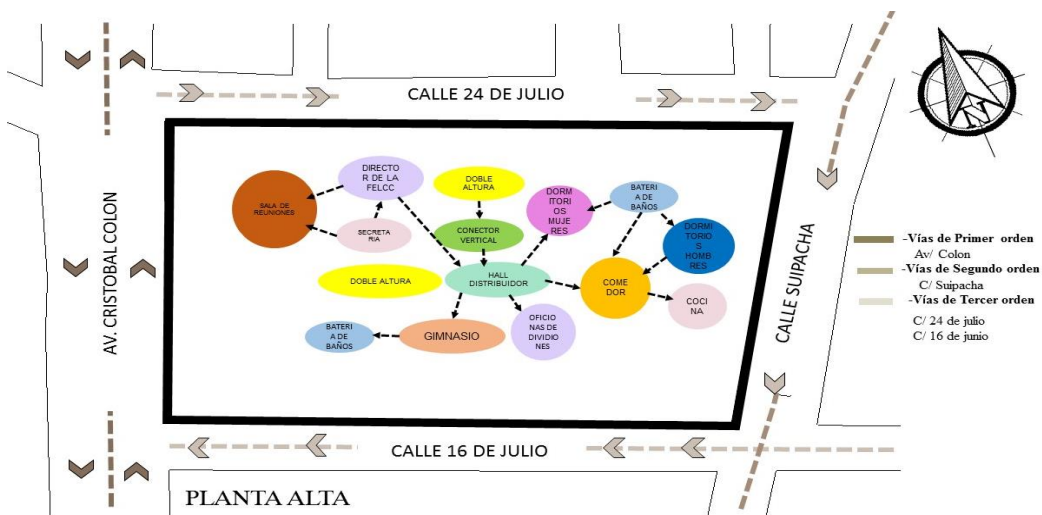 CALLE 24 DE JULIO
AV. CRISTOBAL COLON
DIRECTO
R DE LA
FELCC
SALA DE
REUNIONES
SECRETA
RIA
DOBLE
ALTURA
CONECTOR
VERTICAL
DORM
ITORI
OS MUJ
ERES
BATERI
A DE BAÑOS
DORMI
TORIO
S HOMB
RES
DOBLE ALTURA
HALL
DISTRIBUIDOR
COME
DOR
COCI
NA
BATERI
A DE
BAÑOS
GIMNASIO
OFICIO
NAS DE
DIVIDIO
NES
CALLE SUIPACHA
N
-Vías de Primer orden
Av/ Colon
-Vías de Segundo orden
C/ Suipacha
-Vías de Tercer orden
C/ 24 de julio
C/ 16 de junio
CALLE 16 DE JULIO
PLANTA ALTA